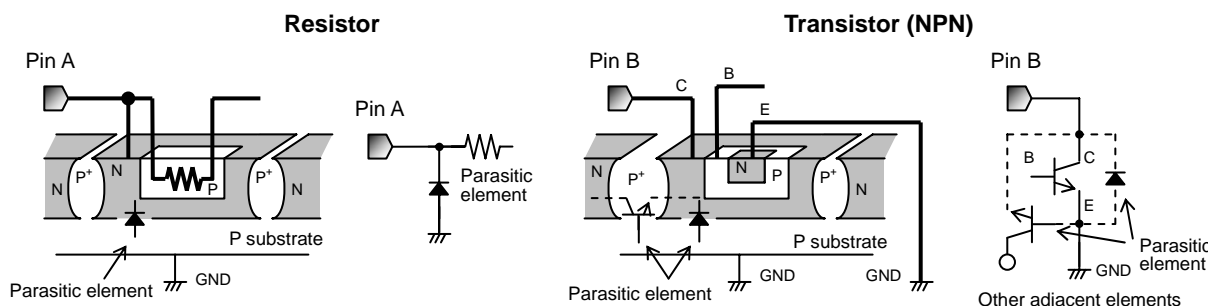 Resistor
Transistor (NPN)
Pin A
Pin B
B
Pin B
C
E
Pin A
N
P+
N
P
P+
N
Parasitic
element
N
P+
N
N
P
P+
N
B
C
E
P substrate
P substrate
Parasitic
element
Parasitic element
GND
Parasitic element
GND
GND
GND
Other adjacent elements